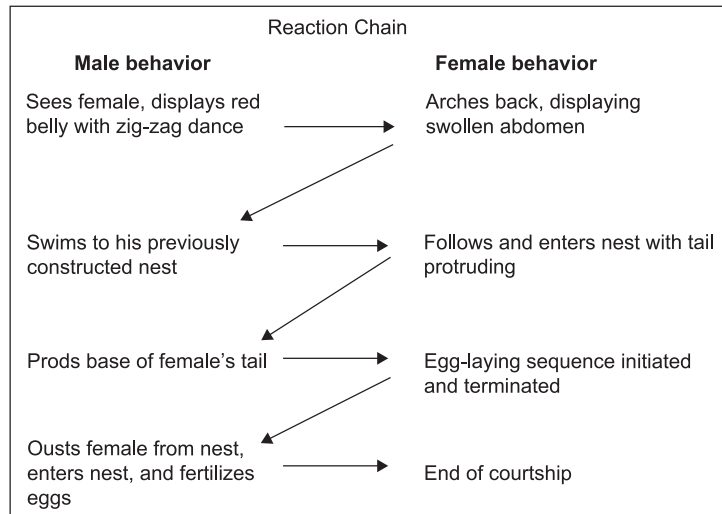 Reaction Chain
Male behavior
Female behavior
Sees female, displays red
belly with zig-zag dance
Arches back, displaying
swollen abdomen
Swims to his previously
constructed nest
Follows and enters nest with tail
protruding
Prods base of female's tail
Egg-laying sequence initiated
and terminated
Ousts female from nest,
enters nest, and fertilizes
eggs
End of courtship